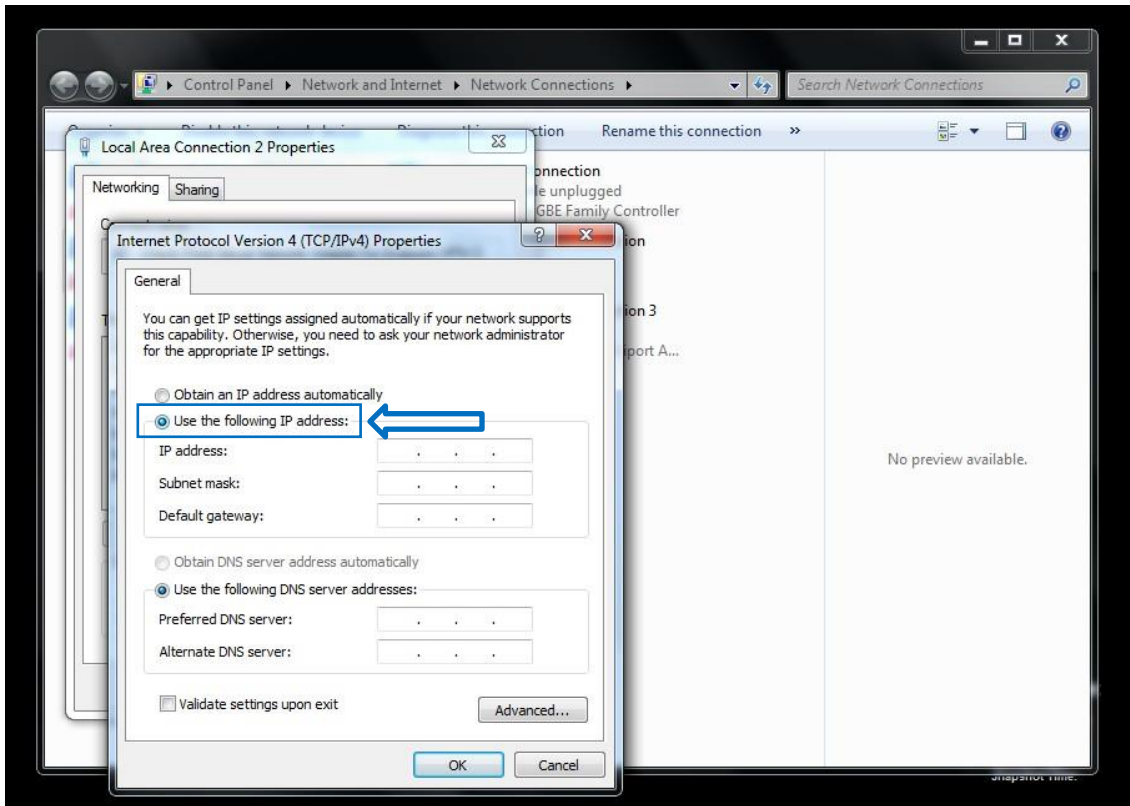 Control Panel ▸ Network and Internet ▸ Network Connections ▸
Search Network Connections
Rename this connection »
Local Area Connection 2 Properties
Networking Sharing
onnection
le unplugged
GBE Family Controller
ion
ion 3
port A...
No preview available.
Internet Protocol Version 4 (TCP/IPv4) Properties
General
You can get IP settings assigned automatically if your network supports
this capability. Otherwise, you need to ask your network administrator
for the appropriate IP settings.
Obtain an IP address automatically
Use the following IP address:
IP address:
Subnet mask:
Default gateway:
Obtain DNS server address automatically
Use the following DNS server addresses:
Preferred DNS server:
Alternate DNS server:
Validate settings upon exit
Advanced...
OK Cancel